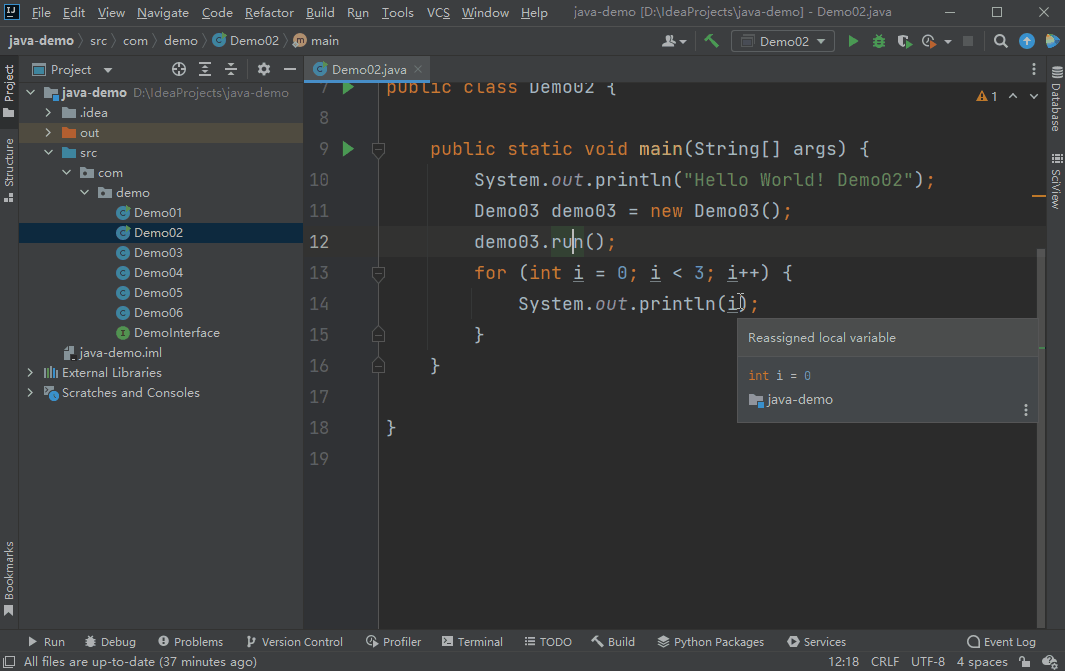 File Edit View Navigate Code Refactor Build Run Tools VCS Window Help java-demo [D:\IdeaProjects\java-demo] - Demo02.java
java-demo src com demo Demo02 main Demo02
Project Demo02.java
Project
Structure
Bookmarks
java-demo D:\IdeaProjects\java-demo
.idea
out
src
com
demo
Demo01
Demo02
Demo03
Demo04
Demo05
Demo06
DemoInterface
java-demo.iml
External Libraries
Scratches and Consoles
7 public class Demo02 {
8
9 public static void main(String[] args) {
10 System.out.println("Hello World! Demo02");
11 Demo03 demo03 = new Demo03();
12 demo03.run();
13 for (int i = 0; i < 3; i++) {
14 System.out.println(i);
15 }
16 }
17
18 }
19
1
Reassigned local variable
int i = 0
java-demo
Database
SciView
Run Debug Problems Version Control Profiler Terminal TODO Build Python Packages Services Event Log
All files are up-to-date (37 minutes ago) 12:18 CRLF UTF-8 4 spaces